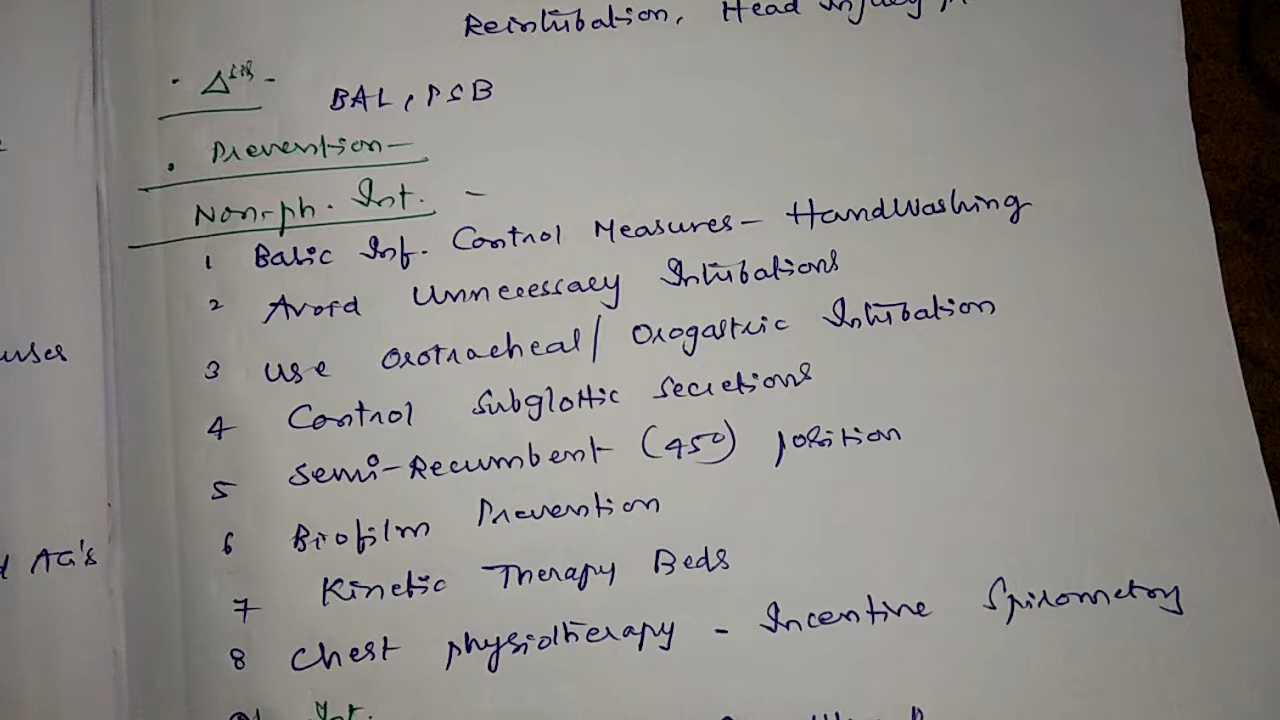 Reintubation, Head Injury
· Δsis -
BAL, PSB
· Prevention-
Non-ph. Int. -
1 Basic Inf. Control Measures - HandWashing
2 Avoid Unnecessary Intubations
3 Use Orotracheal/ Orogastric Intubation
4 Control Subglottic Secretions
5 Semi-Recumbent (45°) position
6 Biofilm Prevention
7 Kinetic Therapy Beds
8 Chest physiotherapy - Incentive Spirometry
Int.
AG's